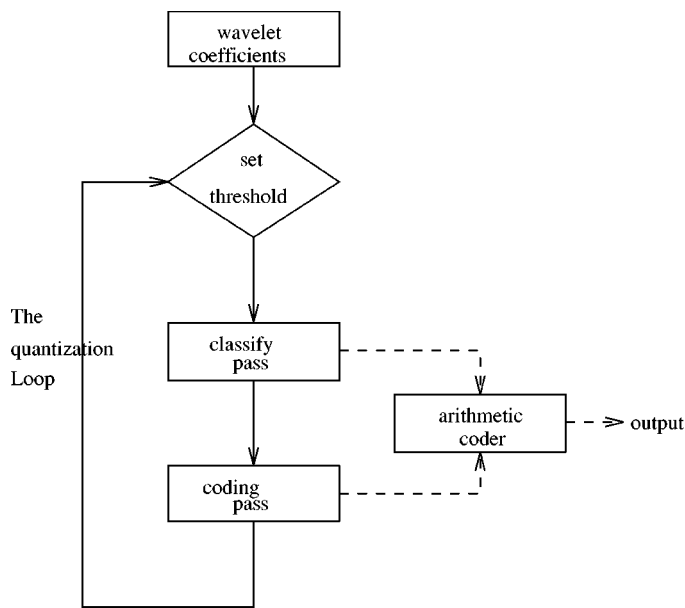 wavelet
coefficients
set
threshold
The
quantization
Loop
classify
pass
arithmetic
coder
output
coding
pass